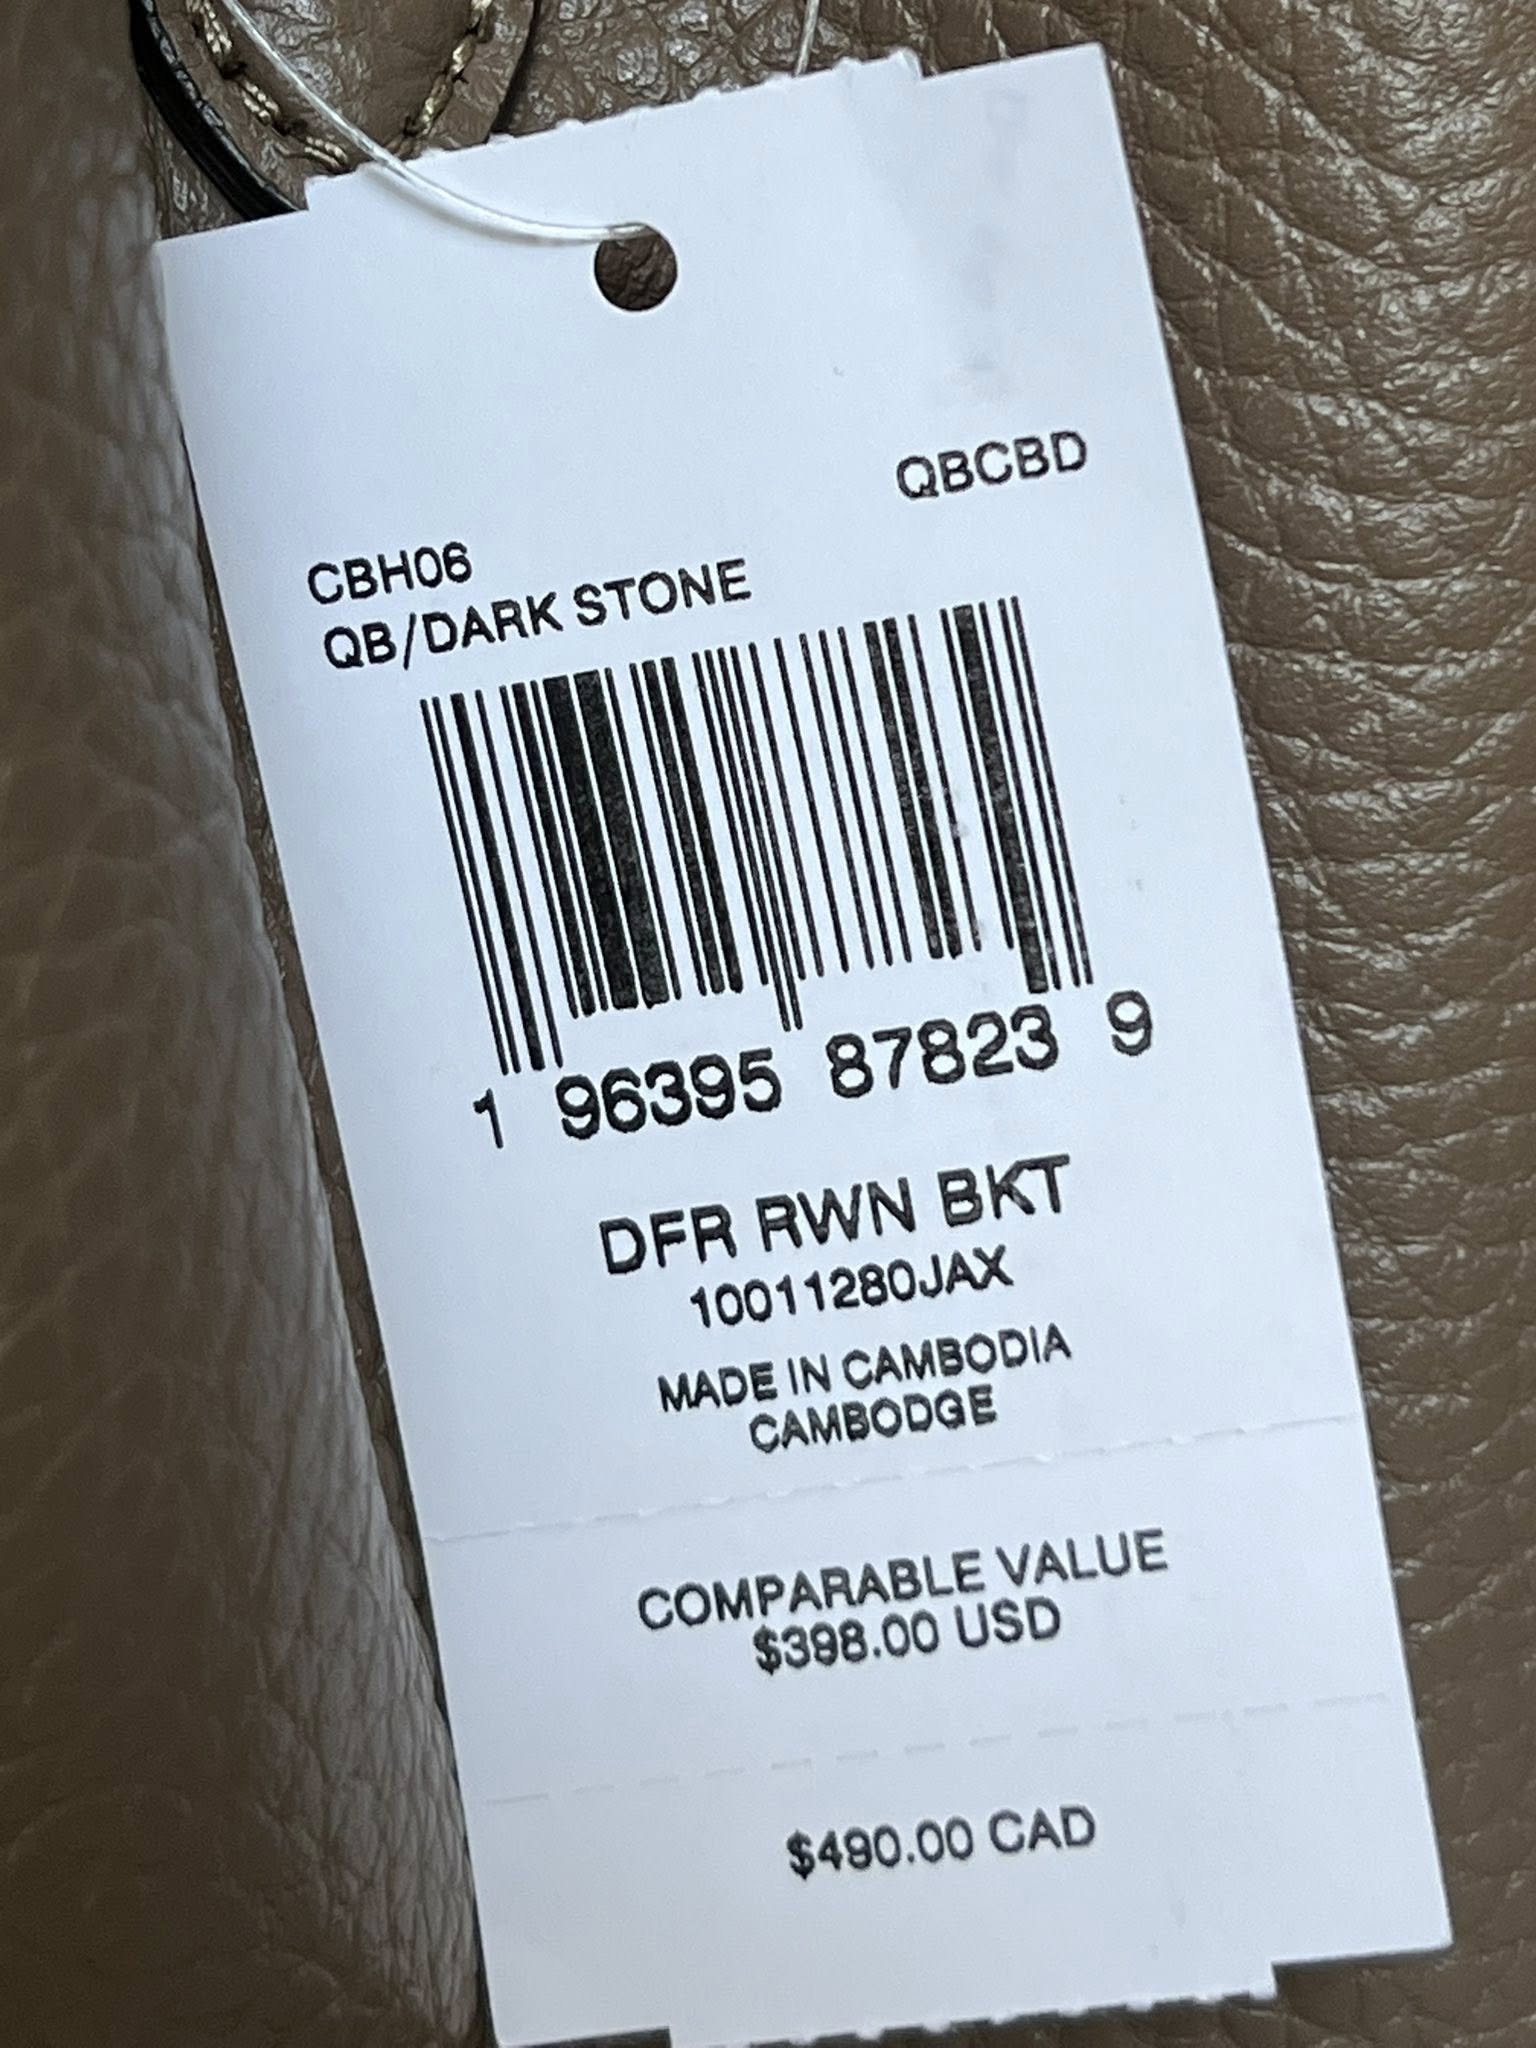 QBCBD
CBH06
QB/DARK STONE
1 96395 87823 9
DFR RWN BKT
10011280JAX
MADE IN CAMBODIA
CAMBODGE
COMPARABLE VALUE
$398.00 USD
$490.00 CAD